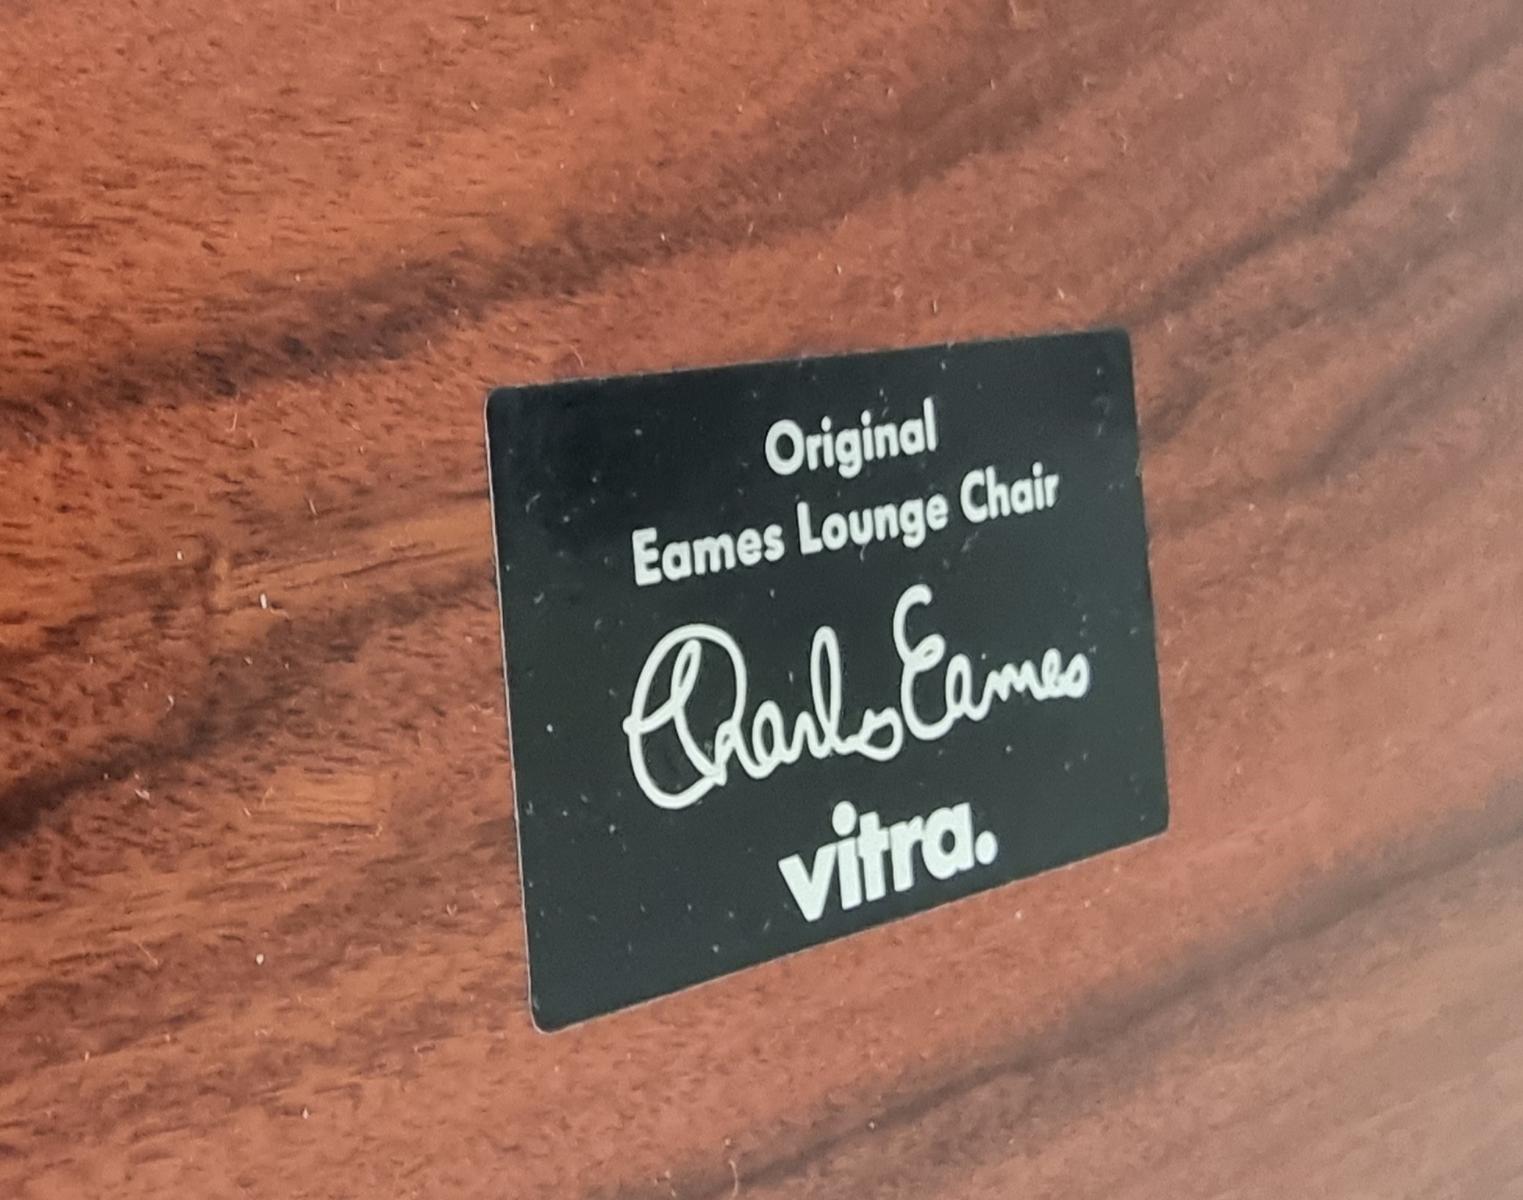 Original
Eames Lounge Chair
Charles Eames
vitra.